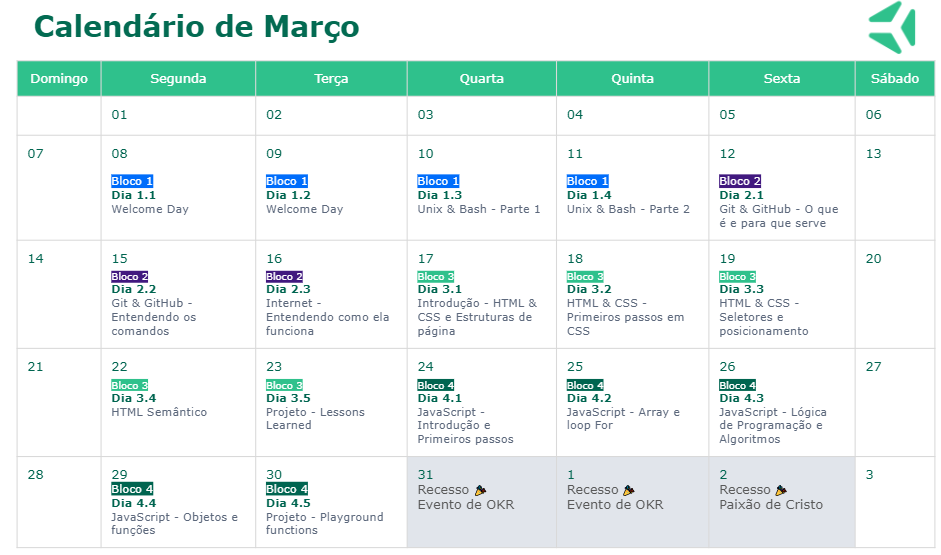 Calendário de Março
Domingo Segunda Terça Quarta Quinta Sexta Sábado
01 02 03 04 05 06
07
08
Bloco 1
Dia 1.1
Welcome Day
09
Bloco 1
Dia 1.2
Welcome Day
10
Bloco 1
Dia 1.3
Unix & Bash - Parte 1
11
Bloco 1
Dia 1.4
Unix & Bash - Parte 2
12
Bloco 2
Dia 2.1
Git & GitHub - O que
é e para que serve
13
14
15
Bloco 2
Dia 2.2
Git & GitHub -
Entendendo os
comandos
16
Bloco 2
Dia 2.3
Internet -
Entendendo como ela
funciona
17
Bloco 3
Dia 3.1
Introdução - HTML &
CSS e Estruturas de
página
18
Bloco 3
Dia 3.2
HTML & CSS -
Primeiros passos em
CSS
19
Bloco 3
Dia 3.3
HTML & CSS -
Seletores e
posicionamento
20
21
22
Bloco 3
Dia 3.4
HTML Semântico
23
Bloco 3
Dia 3.5
Projeto - Lessons
Learned
24
Bloco 4
Dia 4.1
JavaScript -
Introdução e
Primeiros passos
25
Bloco 4
Dia 4.2
JavaScript - Array e
loop For
26
Bloco 4
Dia 4.3
JavaScript - Lógica
de Programação e
Algoritmos
27
28
29
Bloco 4
Dia 4.4
JavaScript - Objetos e
funções
30
Bloco 4
Dia 4.5
Projeto - Playground
functions
31
Recesso 🎉
Evento de OKR
1
Recesso 🎉
Evento de OKR
2
Recesso 🎉
Paixão de Cristo
3